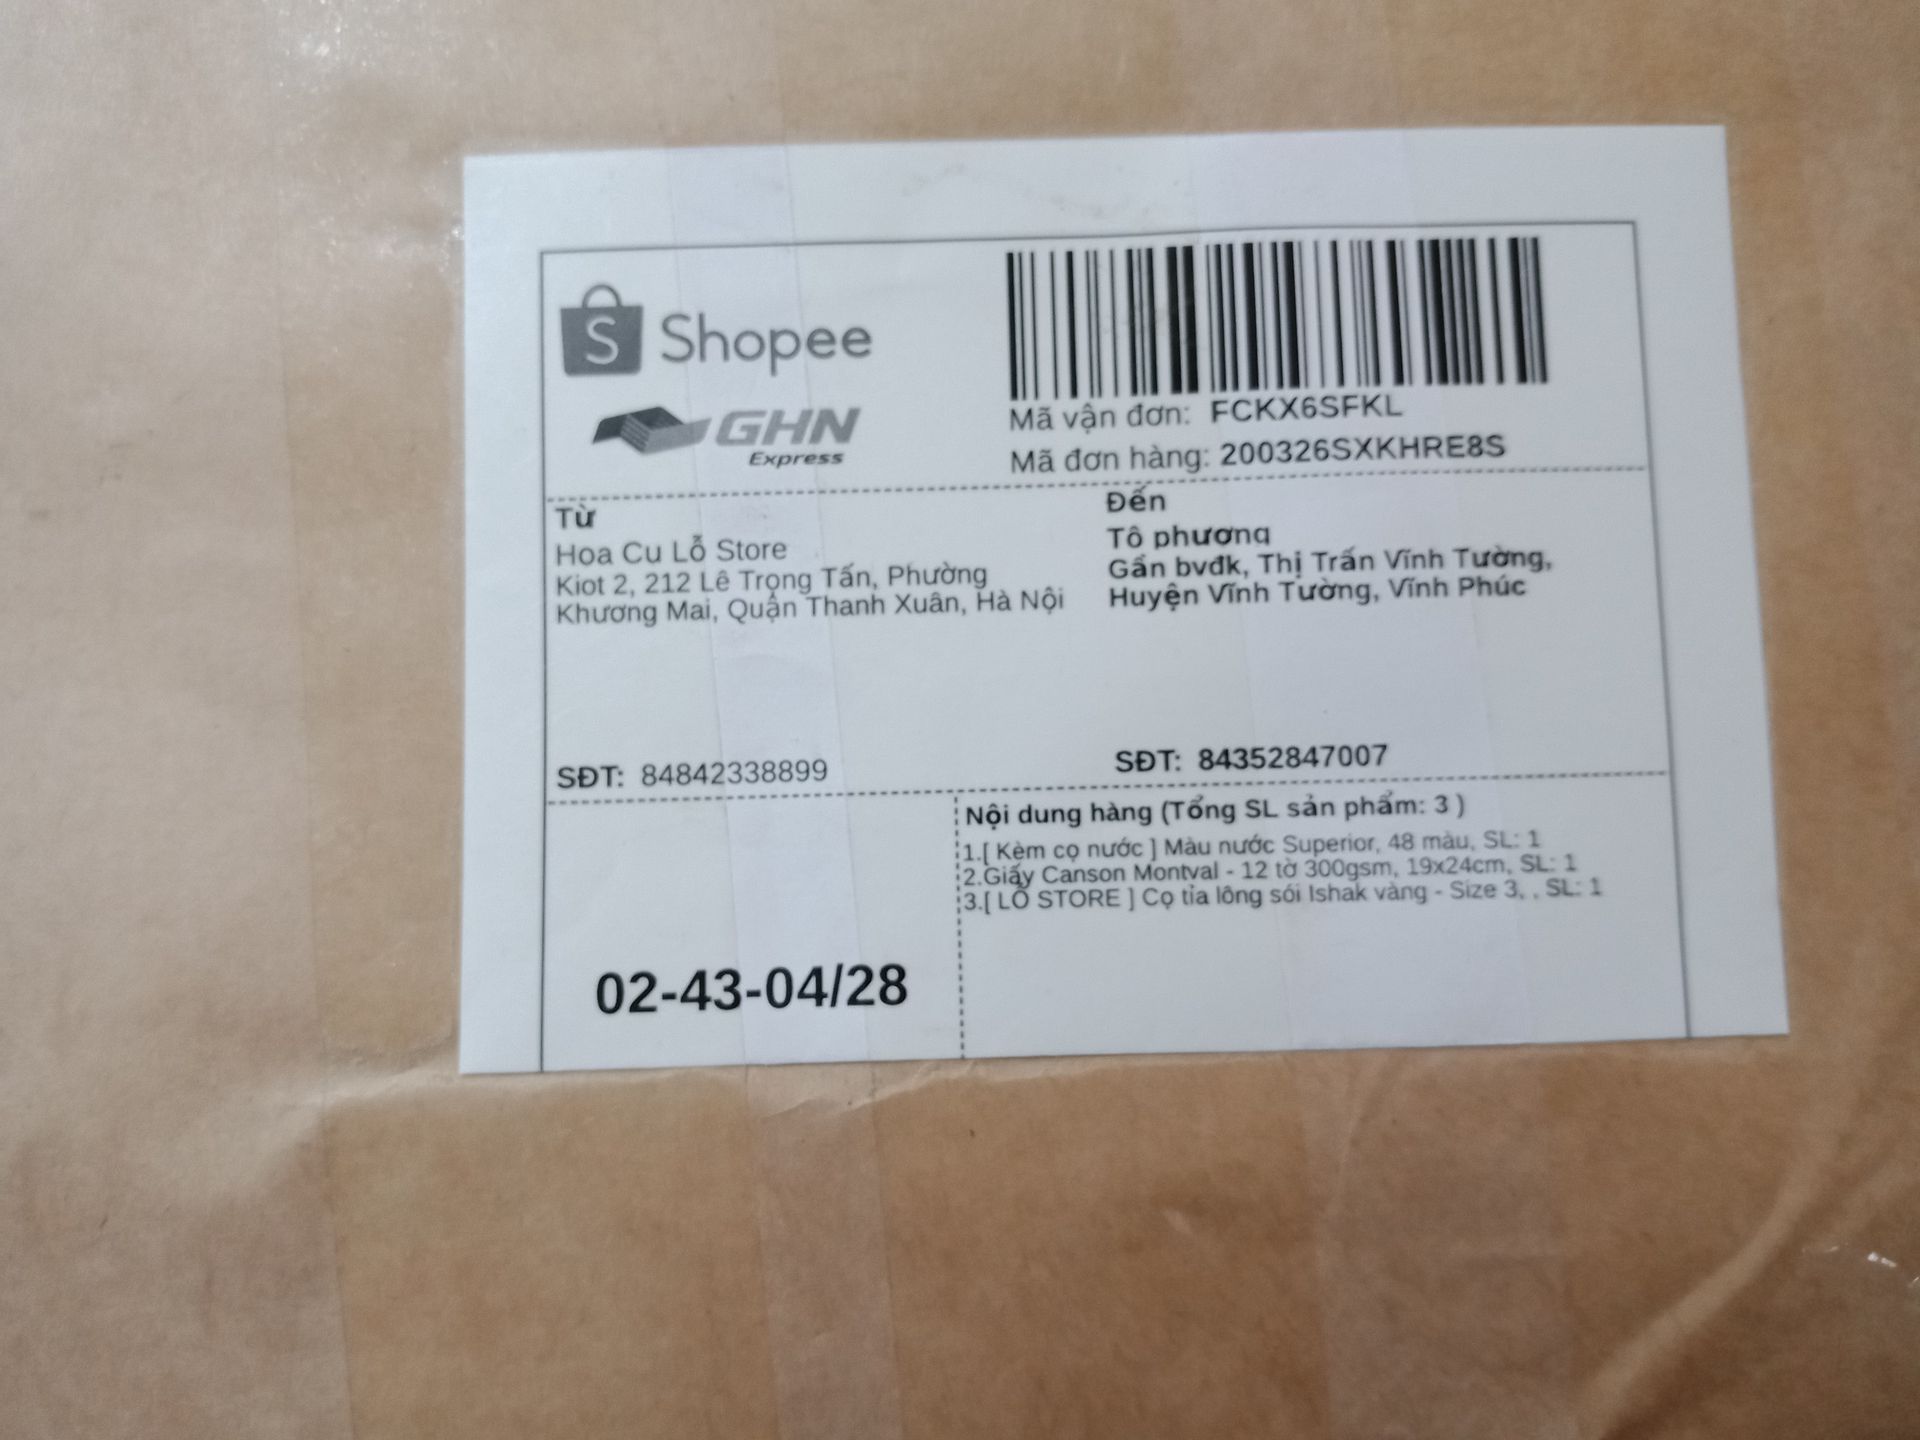 Shopee
GHN
Express
Mã vận đơn: FCKX6SFKL
Mã đơn hàng: 200326SXKHRE8S
Từ
Hoa Cu Lỗ Store
Kiot 2, 212 Lê Trọng Tấn, Phường
Khương Mai, Quận Thanh Xuân, Hà Nội
SĐT: 84842338899
Đến
Tô phượng
Gần bvđk, Thị Trấn Vĩnh Tường,
Huyện Vĩnh Tường, Vĩnh Phúc
SĐT: 84352847007
02-43-04/28
Nội dung hàng (Tổng SL sản phẩm: 3 )
1.[ Kèm cọ nước ] Màu nước Superior, 48 màu, SL: 1
2.Giấy Canson Montval - 12 tờ 300gsm, 19x24cm, SL: 1
3.[ LỖ STORE ] Cọ tỉa lông sói Ishak vàng - Size 3, , SL: 1